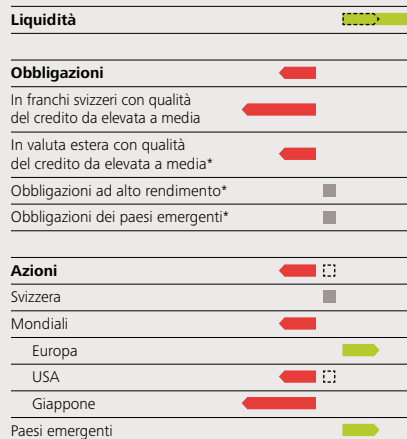 Liquidità
Obbligazioni
In franchi svizzeri con qualità
del credito da elevata a media
In valuta estera con qualità
del credito da elevata a media*
Obbligazioni ad alto rendimento*
Obbligazioni dei paesi emergenti*
Azioni
Svizzera
Mondiali
Europa
USA
Giappone
Paesi emergenti